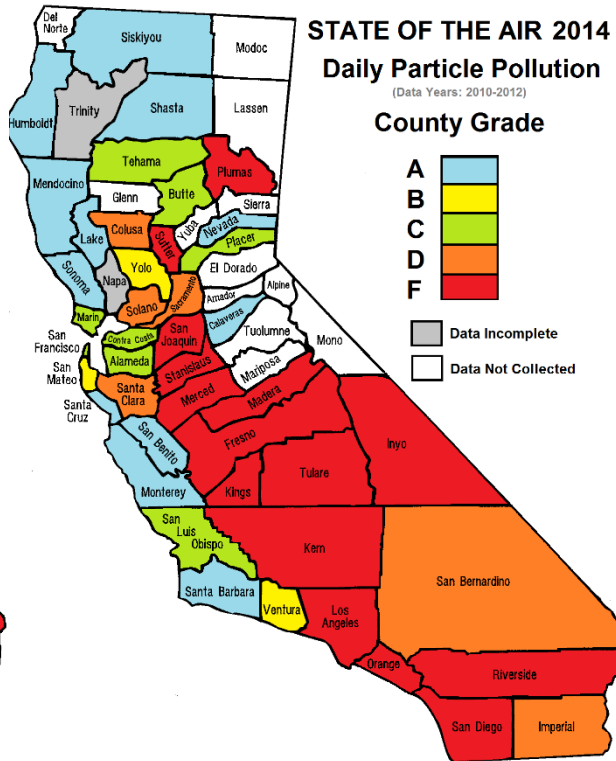 STATE OF THE AIR 2014
Daily Particle Pollution
(Data Years: 2010-2012)
County Grade
A
B
C
D
F
Data Incomplete
Data Not Collected
Del
Norte
Siskiyou
Modoc
Humboldt
Trinity
Shasta
Lassen
Tehama
Plumas
Mendocino
Glenn
Butte
Sierra
Lake
Colusa
Sutter
Yuba
Nevada
Placer
Sonoma
Napa
Yolo
El Dorado
Sacramento
Amador
Alpine
Solano
Marin
Calaveras
San
Francisco
Contra Costa
San
Joaquin
Tuolumne
Mono
San
Mateo
Alameda
Stanislaus
Mariposa
Santa
Clara
Merced
Madera
Santa
Cruz
San Benito
Fresno
Inyo
Monterey
Kings
Tulare
San
Luis
Obispo
Kern
San Bernardino
Santa Barbara
Ventura
Los
Angeles
Orange
Riverside
San Diego
Imperial